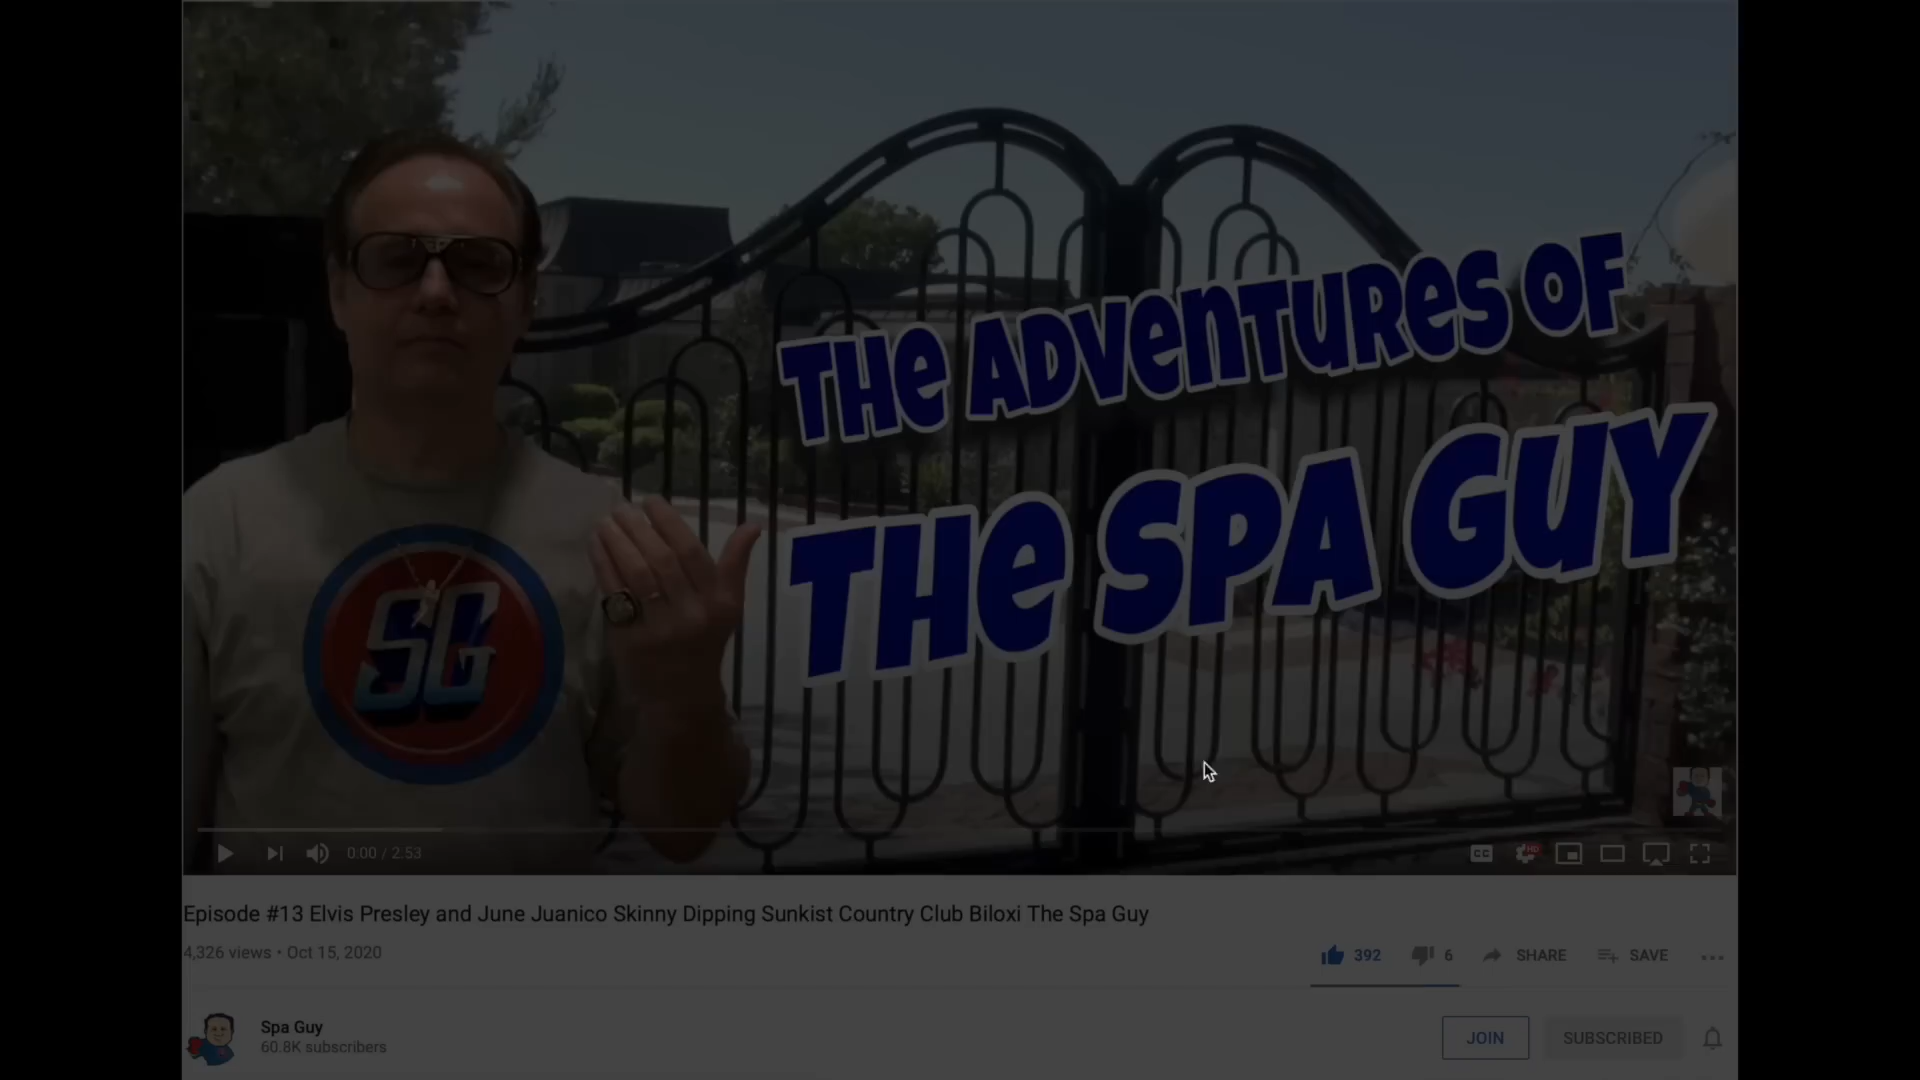 THE ADVENTURES OF
THE SPA GUY
SG
0:00 / 2:53
CC
HD
Episode #13 Elvis Presley and June Juanico Skinny Dipping Sunkist Country Club Biloxi The Spa Guy
4,326 views • Oct 15, 2020
392
6
SHARE
SAVE
Spa Guy
60.8K subscribers
JOIN
SUBSCRIBED